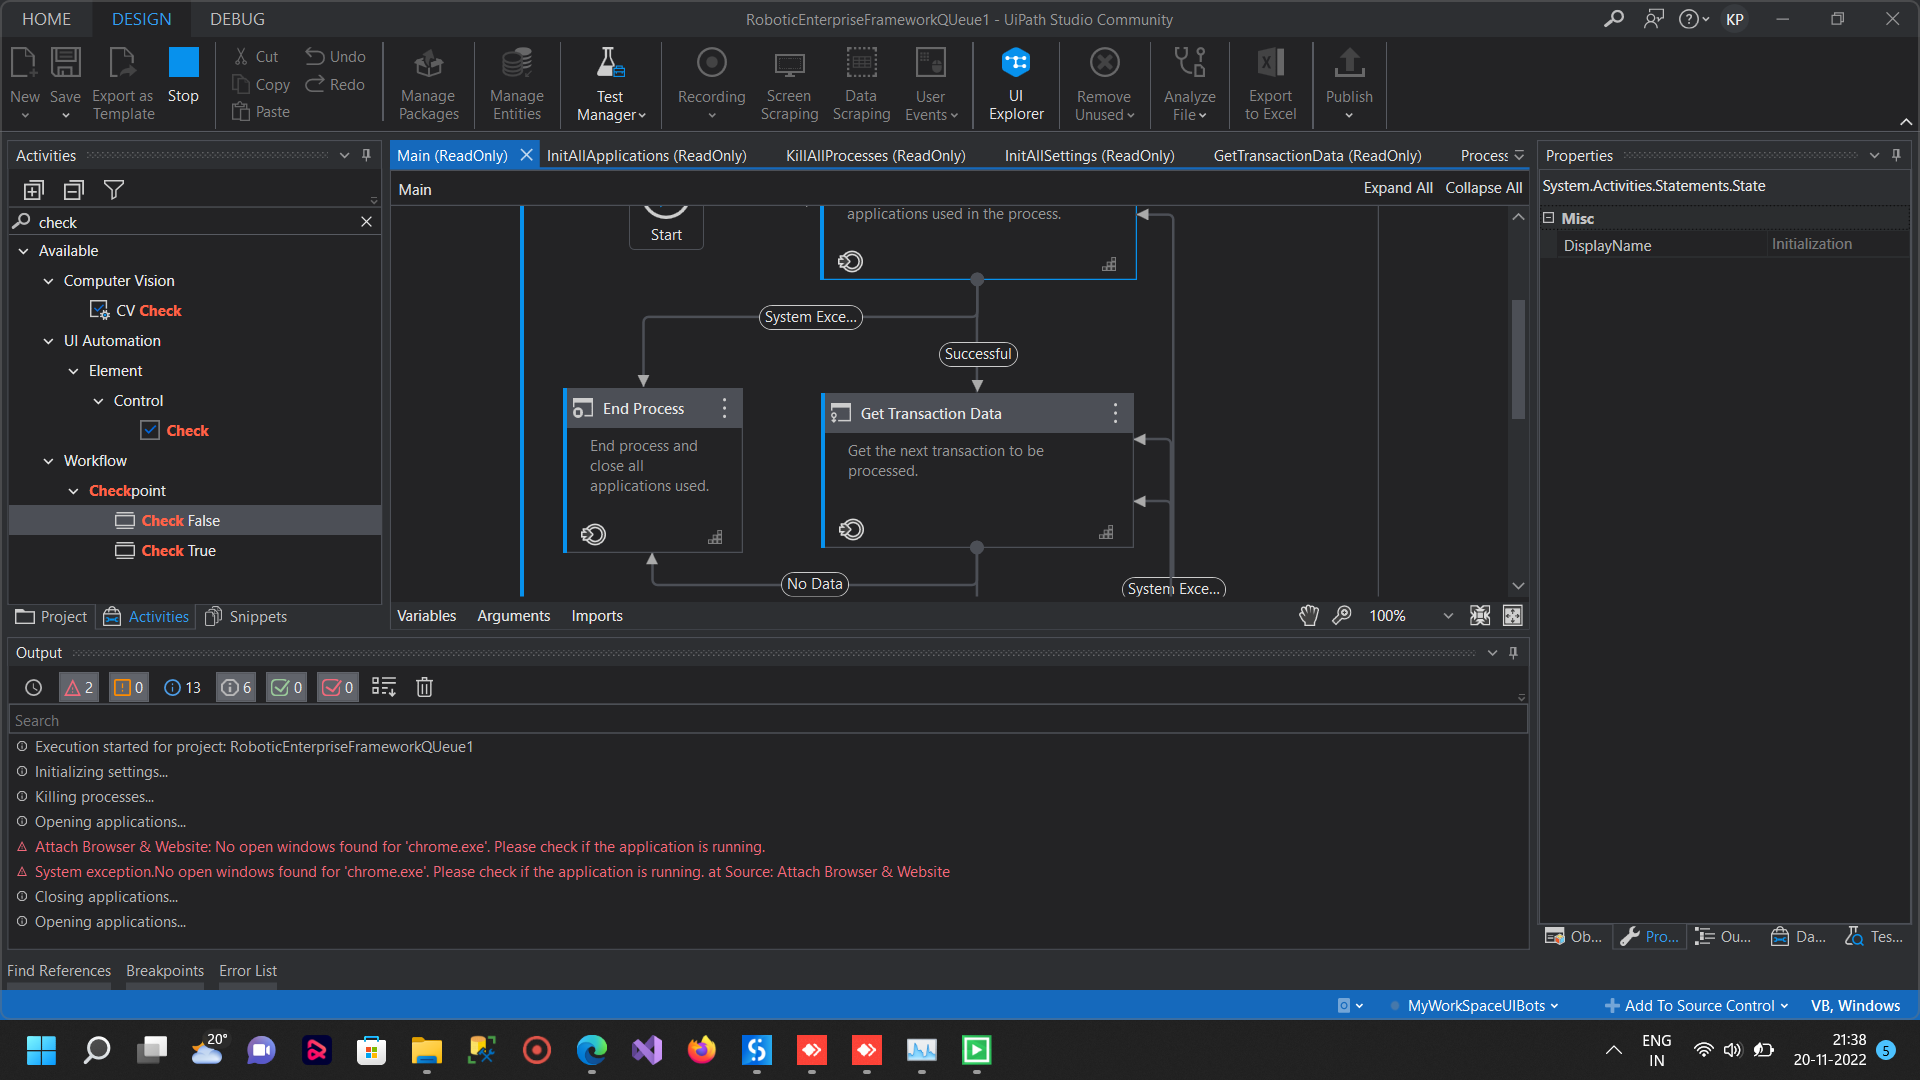 HOME DESIGN DEBUG RoboticEnterpriseFrameworkQUeue1 - UiPath Studio Community KP
New Save Export as Template Stop Cut Copy Paste Undo Redo Manage Packages Manage Entities Test Manager Recording Screen Scraping Data Scraping User Events UI Explorer Remove Unused Analyze File Export to Excel Publish
Activities
check
Available
Computer Vision
CV Check
UI Automation
Element
Control
Check
Workflow
Checkpoint
Check False
Check True
Project Activities Snippets
Main (ReadOnly) InitAllApplications (ReadOnly) KillAllProcesses (ReadOnly) InitAllSettings (ReadOnly) GetTransactionData (ReadOnly) Process
Main Expand All Collapse All
Start
applications used in the process.
System Exce...
Successful
End Process
End process and
close all
applications used.
Get Transaction Data
Get the next transaction to be
processed.
No Data
System Exce...
Variables Arguments Imports 100%
Properties
System.Activities.Statements.State
Misc
DisplayName Initialization
Ob... Pro... Ou... Da... Tes...
Output
2 0 13 6 0 0
Search
Execution started for project: RoboticEnterpriseFrameworkQUeue1
Initializing settings...
Killing processes...
Opening applications...
Attach Browser & Website: No open windows found for 'chrome.exe'. Please check if the application is running.
System exception.No open windows found for 'chrome.exe'. Please check if the application is running. at Source: Attach Browser & Website
Closing applications...
Opening applications...
Find References Breakpoints Error List
MyWorkSpaceUIBots Add To Source Control VB, Windows
20° ENG IN 21:38 20-11-2022 5